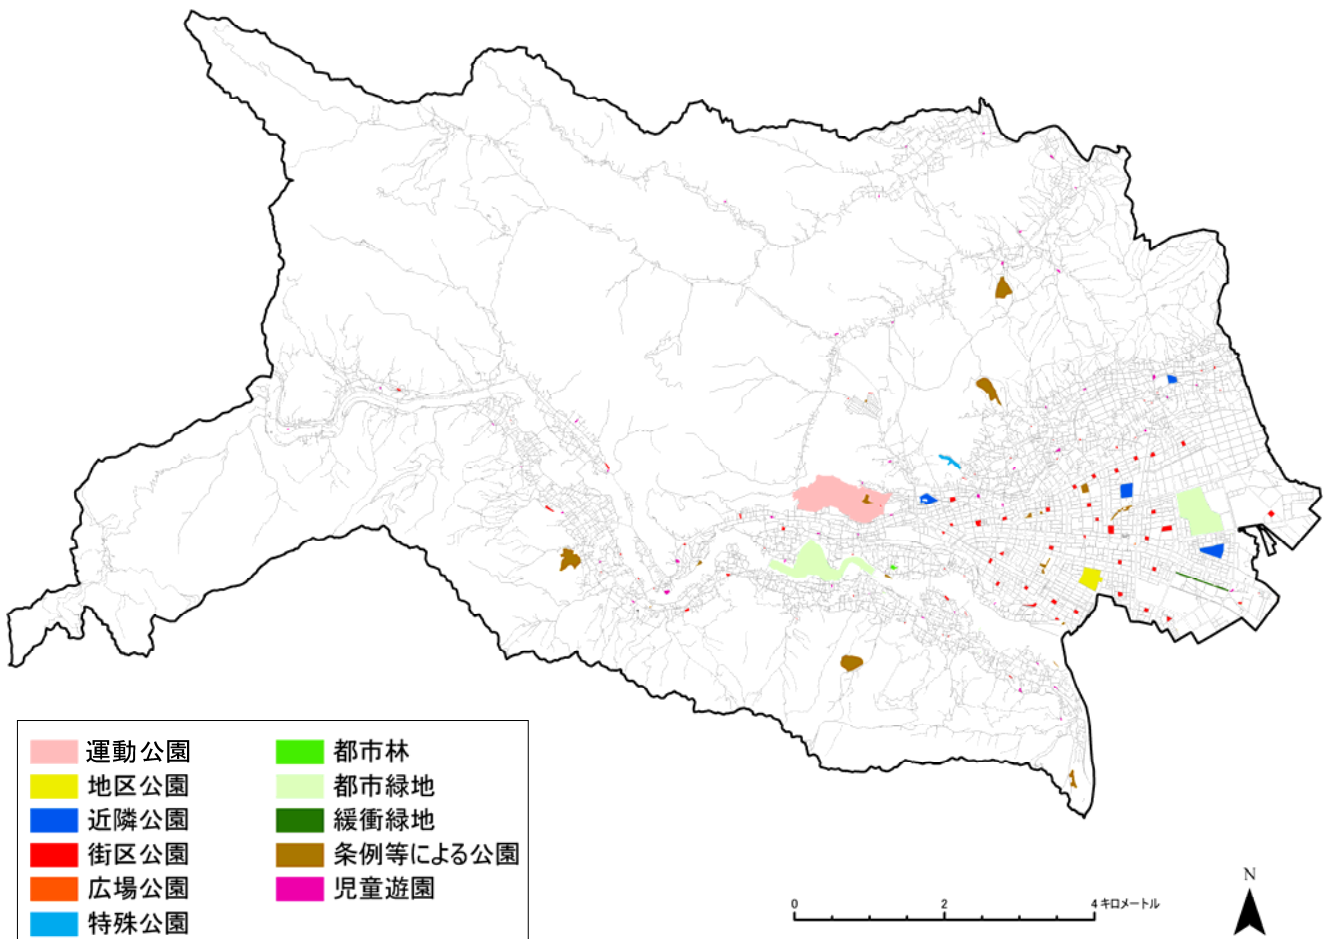 運動公園
地区公園
近隣公園
街区公園
広場公園
特殊公園
都市林
都市緑地
緩衝緑地
条例等による公園
児童遊園
0 2 4 キロメートル
N